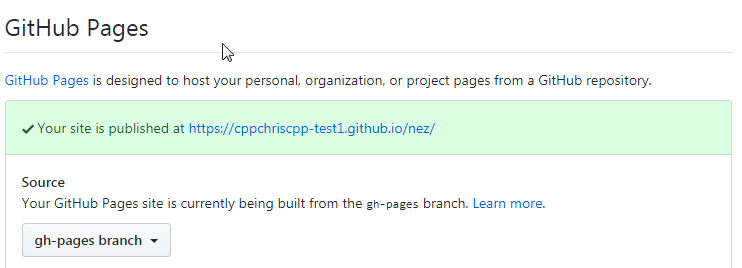 GitHub Pages
GitHub Pages is designed to host your personal, organization, or project pages from a GitHub repository.
Your site is published at https://cppchriscpp-test1.github.io/nez/
Source
Your GitHub Pages site is currently being built from the gh-pages branch. Learn more.
gh-pages branch